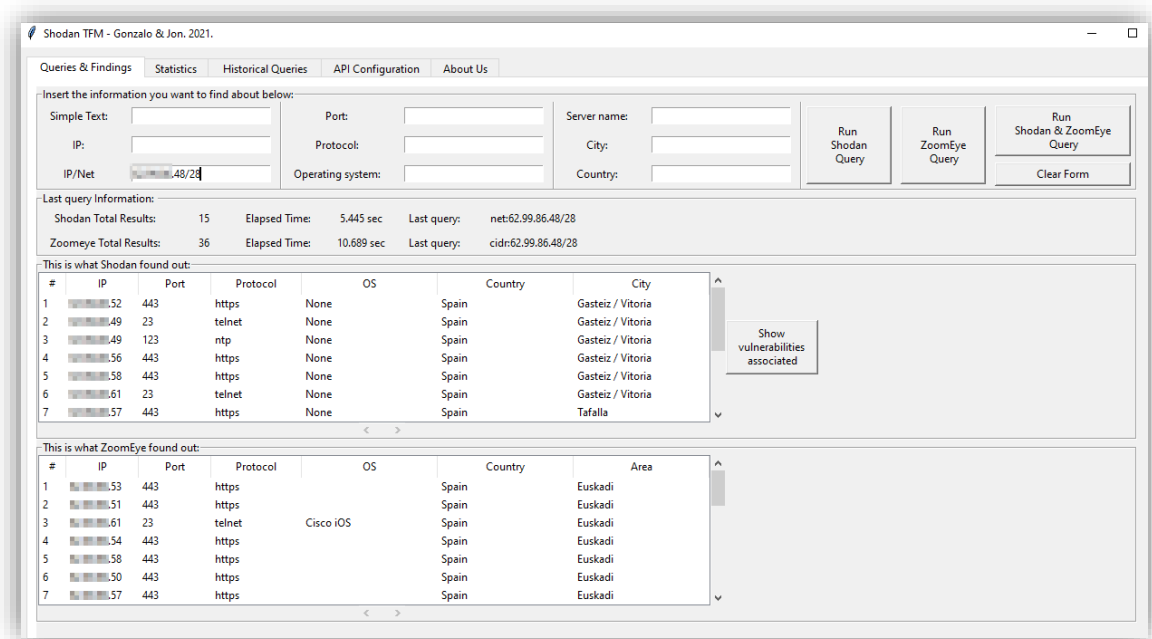 Shodan TFM - Gonzalo & Jon. 2021.
Queries & Findings Statistics Historical Queries API Configuration About Us
Insert the information you want to find about below:
Simple Text: Port: Server name:
IP: Protocol: City:
IP/Net .48/28 Operating system: Country:
Run
Shodan
Query
Run
ZoomEye
Query
Run
Shodan & ZoomEye
Query
Clear Form
Last query Information:
Shodan Total Results: 15 Elapsed Time: 5.445 sec Last query: net:62.99.86.48/28
Zoomeye Total Results: 36 Elapsed Time: 10.689 sec Last query: cidr:62.99.86.48/28
This is what Shodan found out:
# IP Port Protocol OS Country City
1 .52 443 https None Spain Gasteiz / Vitoria
2 .49 23 telnet None Spain Gasteiz / Vitoria
3 .49 123 ntp None Spain Gasteiz / Vitoria
4 .56 443 https None Spain Gasteiz / Vitoria
5 .58 443 https None Spain Gasteiz / Vitoria
6 .61 23 telnet None Spain Gasteiz / Vitoria
7 .57 443 https None Spain Tafalla
Show
vulnerabilities
associated
This is what ZoomEye found out:
# IP Port Protocol OS Country Area
1 .53 443 https Spain Euskadi
2 .51 443 https Spain Euskadi
3 .61 23 telnet Cisco iOS Spain Euskadi
4 .54 443 https Spain Euskadi
5 .58 443 https Spain Euskadi
6 .50 443 https Spain Euskadi
7 .57 443 https Spain Euskadi